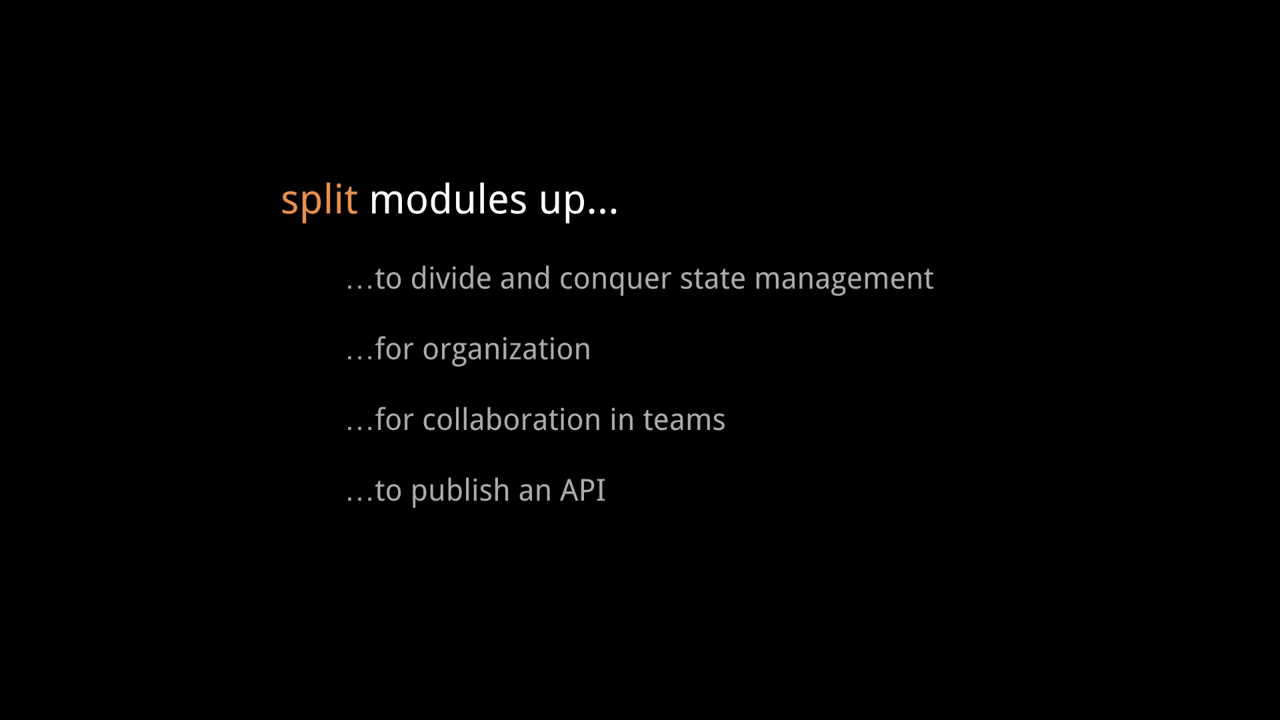 split modules up...
…to divide and conquer state management
…for organization
…for collaboration in teams
…to publish an API